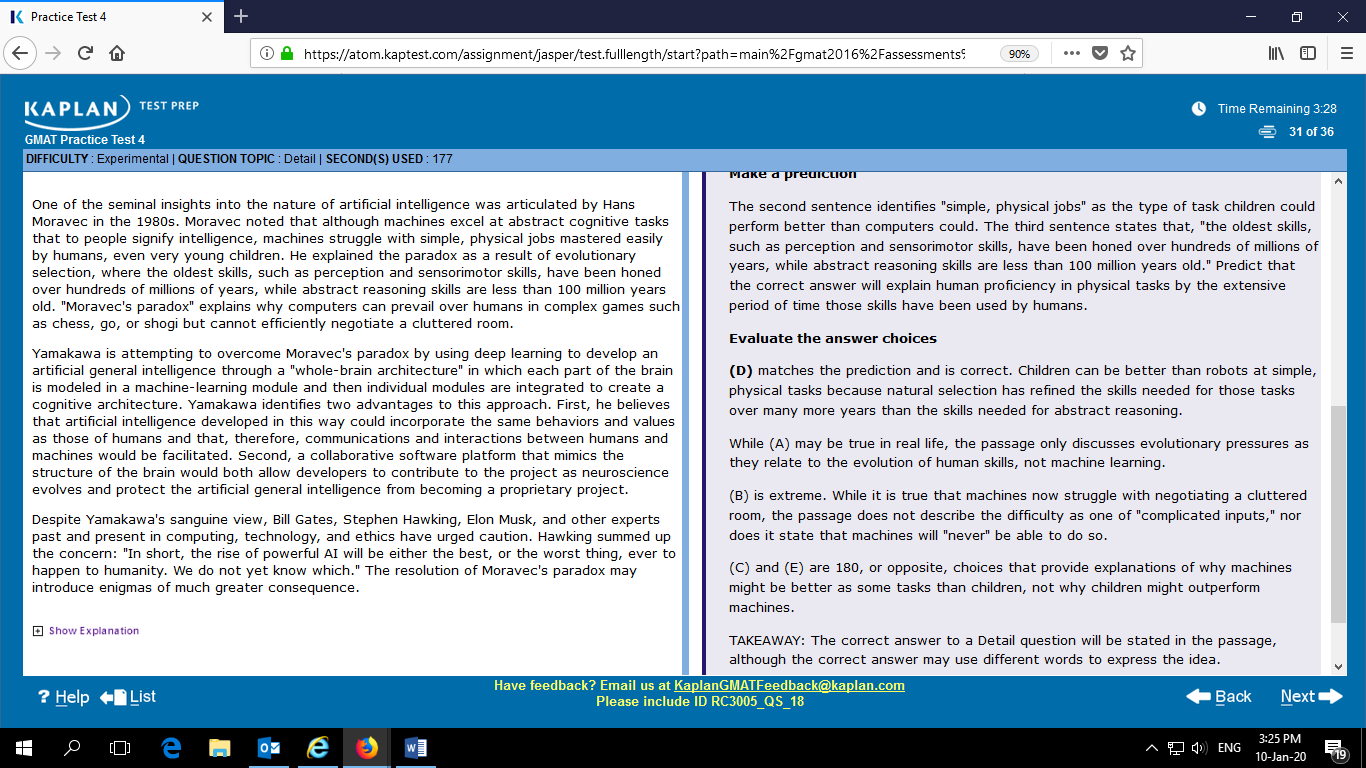 Practice Test 4
https://atom.kaptest.com/assignment/jasper/test.fulllength/start?path=main%2Fgmat2016%2Fassessments%
90%
KAPLAN TEST PREP
GMAT Practice Test 4
Time Remaining 3:28
31 of 36
DIFFICULTY : Experimental | QUESTION TOPIC : Detail | SECOND(S) USED : 177
One of the seminal insights into the nature of artificial intelligence was articulated by Hans
Moravec in the 1980s. Moravec noted that although machines excel at abstract cognitive tasks
that to people signify intelligence, machines struggle with simple, physical jobs mastered easily
by humans, even very young children. He explained the paradox as a result of evolutionary
selection, where the oldest skills, such as perception and sensorimotor skills, have been honed
over hundreds of millions of years, while abstract reasoning skills are less than 100 million years
old. "Moravec's paradox" explains why computers can prevail over humans in complex games such
as chess, go, or shogi but cannot efficiently negotiate a cluttered room.
Yamakawa is attempting to overcome Moravec's paradox by using deep learning to develop an
artificial general intelligence through a "whole-brain architecture" in which each part of the brain
is modeled in a machine-learning module and then individual modules are integrated to create a
cognitive architecture. Yamakawa identifies two advantages to this approach. First, he believes
that artificial intelligence developed in this way could incorporate the same behaviors and values
as those of humans and that, therefore, communications and interactions between humans and
machines would be facilitated. Second, a collaborative software platform that mimics the
structure of the brain would both allow developers to contribute to the project as neuroscience
evolves and protect the artificial general intelligence from becoming a proprietary project.
Despite Yamakawa's sanguine view, Bill Gates, Stephen Hawking, Elon Musk, and other experts
past and present in computing, technology, and ethics have urged caution. Hawking summed up
the concern: "In short, the rise of powerful AI will be either the best, or the worst thing, ever to
happen to humanity. We do not yet know which." The resolution of Moravec's paradox may
introduce enigmas of much greater consequence.
Show Explanation
Make a prediction
The second sentence identifies "simple, physical jobs" as the type of task children could
perform better than computers could. The third sentence states that, "the oldest skills,
such as perception and sensorimotor skills, have been honed over hundreds of millions of
years, while abstract reasoning skills are less than 100 million years old." Predict that
the correct answer will explain human proficiency in physical tasks by the extensive
period of time those skills have been used by humans.
Evaluate the answer choices
(D) matches the prediction and is correct. Children can be better than robots at simple,
physical tasks because natural selection has refined the skills needed for those tasks
over many more years than the skills needed for abstract reasoning.
While (A) may be true in real life, the passage only discusses evolutionary pressures as
they relate to the evolution of human skills, not machine learning.
(B) is extreme. While it is true that machines now struggle with negotiating a cluttered
room, the passage does not describe the difficulty as one of "complicated inputs," nor
does it state that machines will "never" be able to do so.
(C) and (E) are 180, or opposite, choices that provide explanations of why machines
might be better as some tasks than children, not why children might outperform
machines.
TAKEAWAY: The correct answer to a Detail question will be stated in the passage,
although the correct answer may use different words to express the idea.
Help
List
Have feedback? Email us at KaplanGMATFeedback@kaplan.com
Please include ID RC3005_QS_18
Back
Next
ENG
3:25 PM
10-Jan-20
19